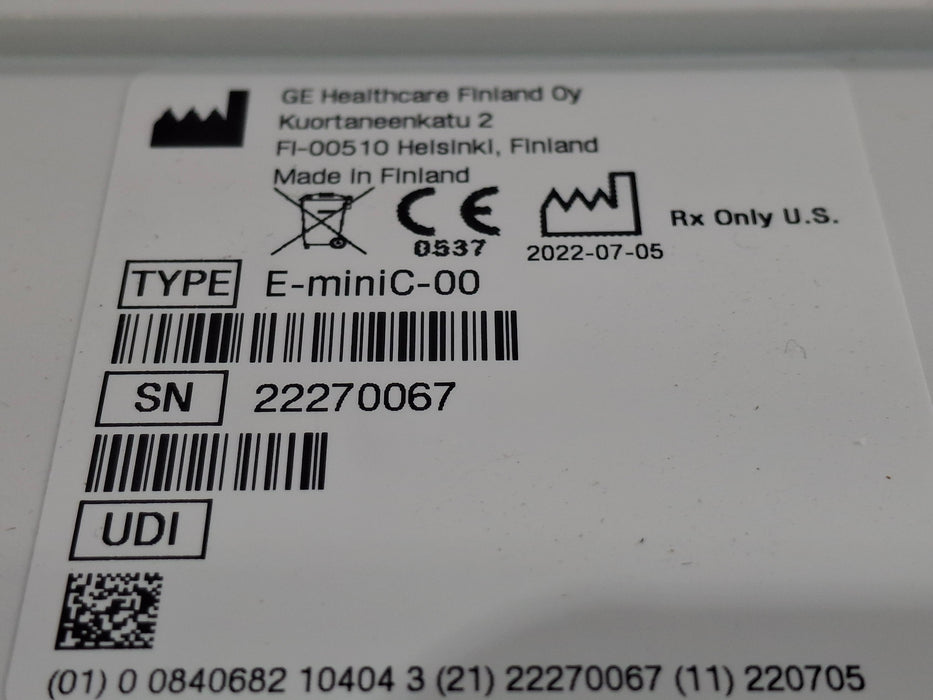 GE Healthcare Finland Oy
Kuortaneenkatu 2
FI-00510 Helsinki, Finland
Made in Finland
CE
0537
2022-07-05
Rx Only U.S.
TYPE E-miniC-00
SN 22270067
UDI
(01) 0 0840682 10404 3 (21) 22270067 (11) 220705